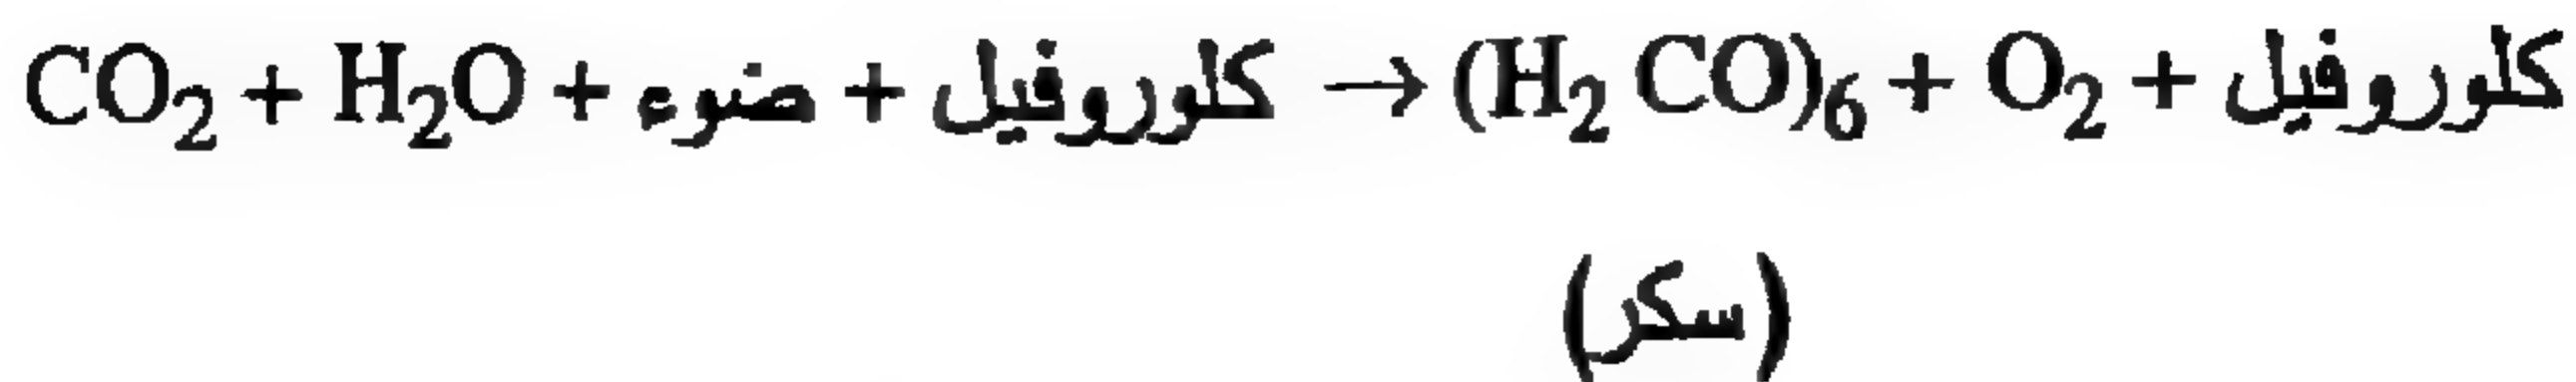 CO₂ + H₂O + ضوء + كلوروفيل → (H₂ CO)₆ + O₂ + كلوروفيل
(سكر)